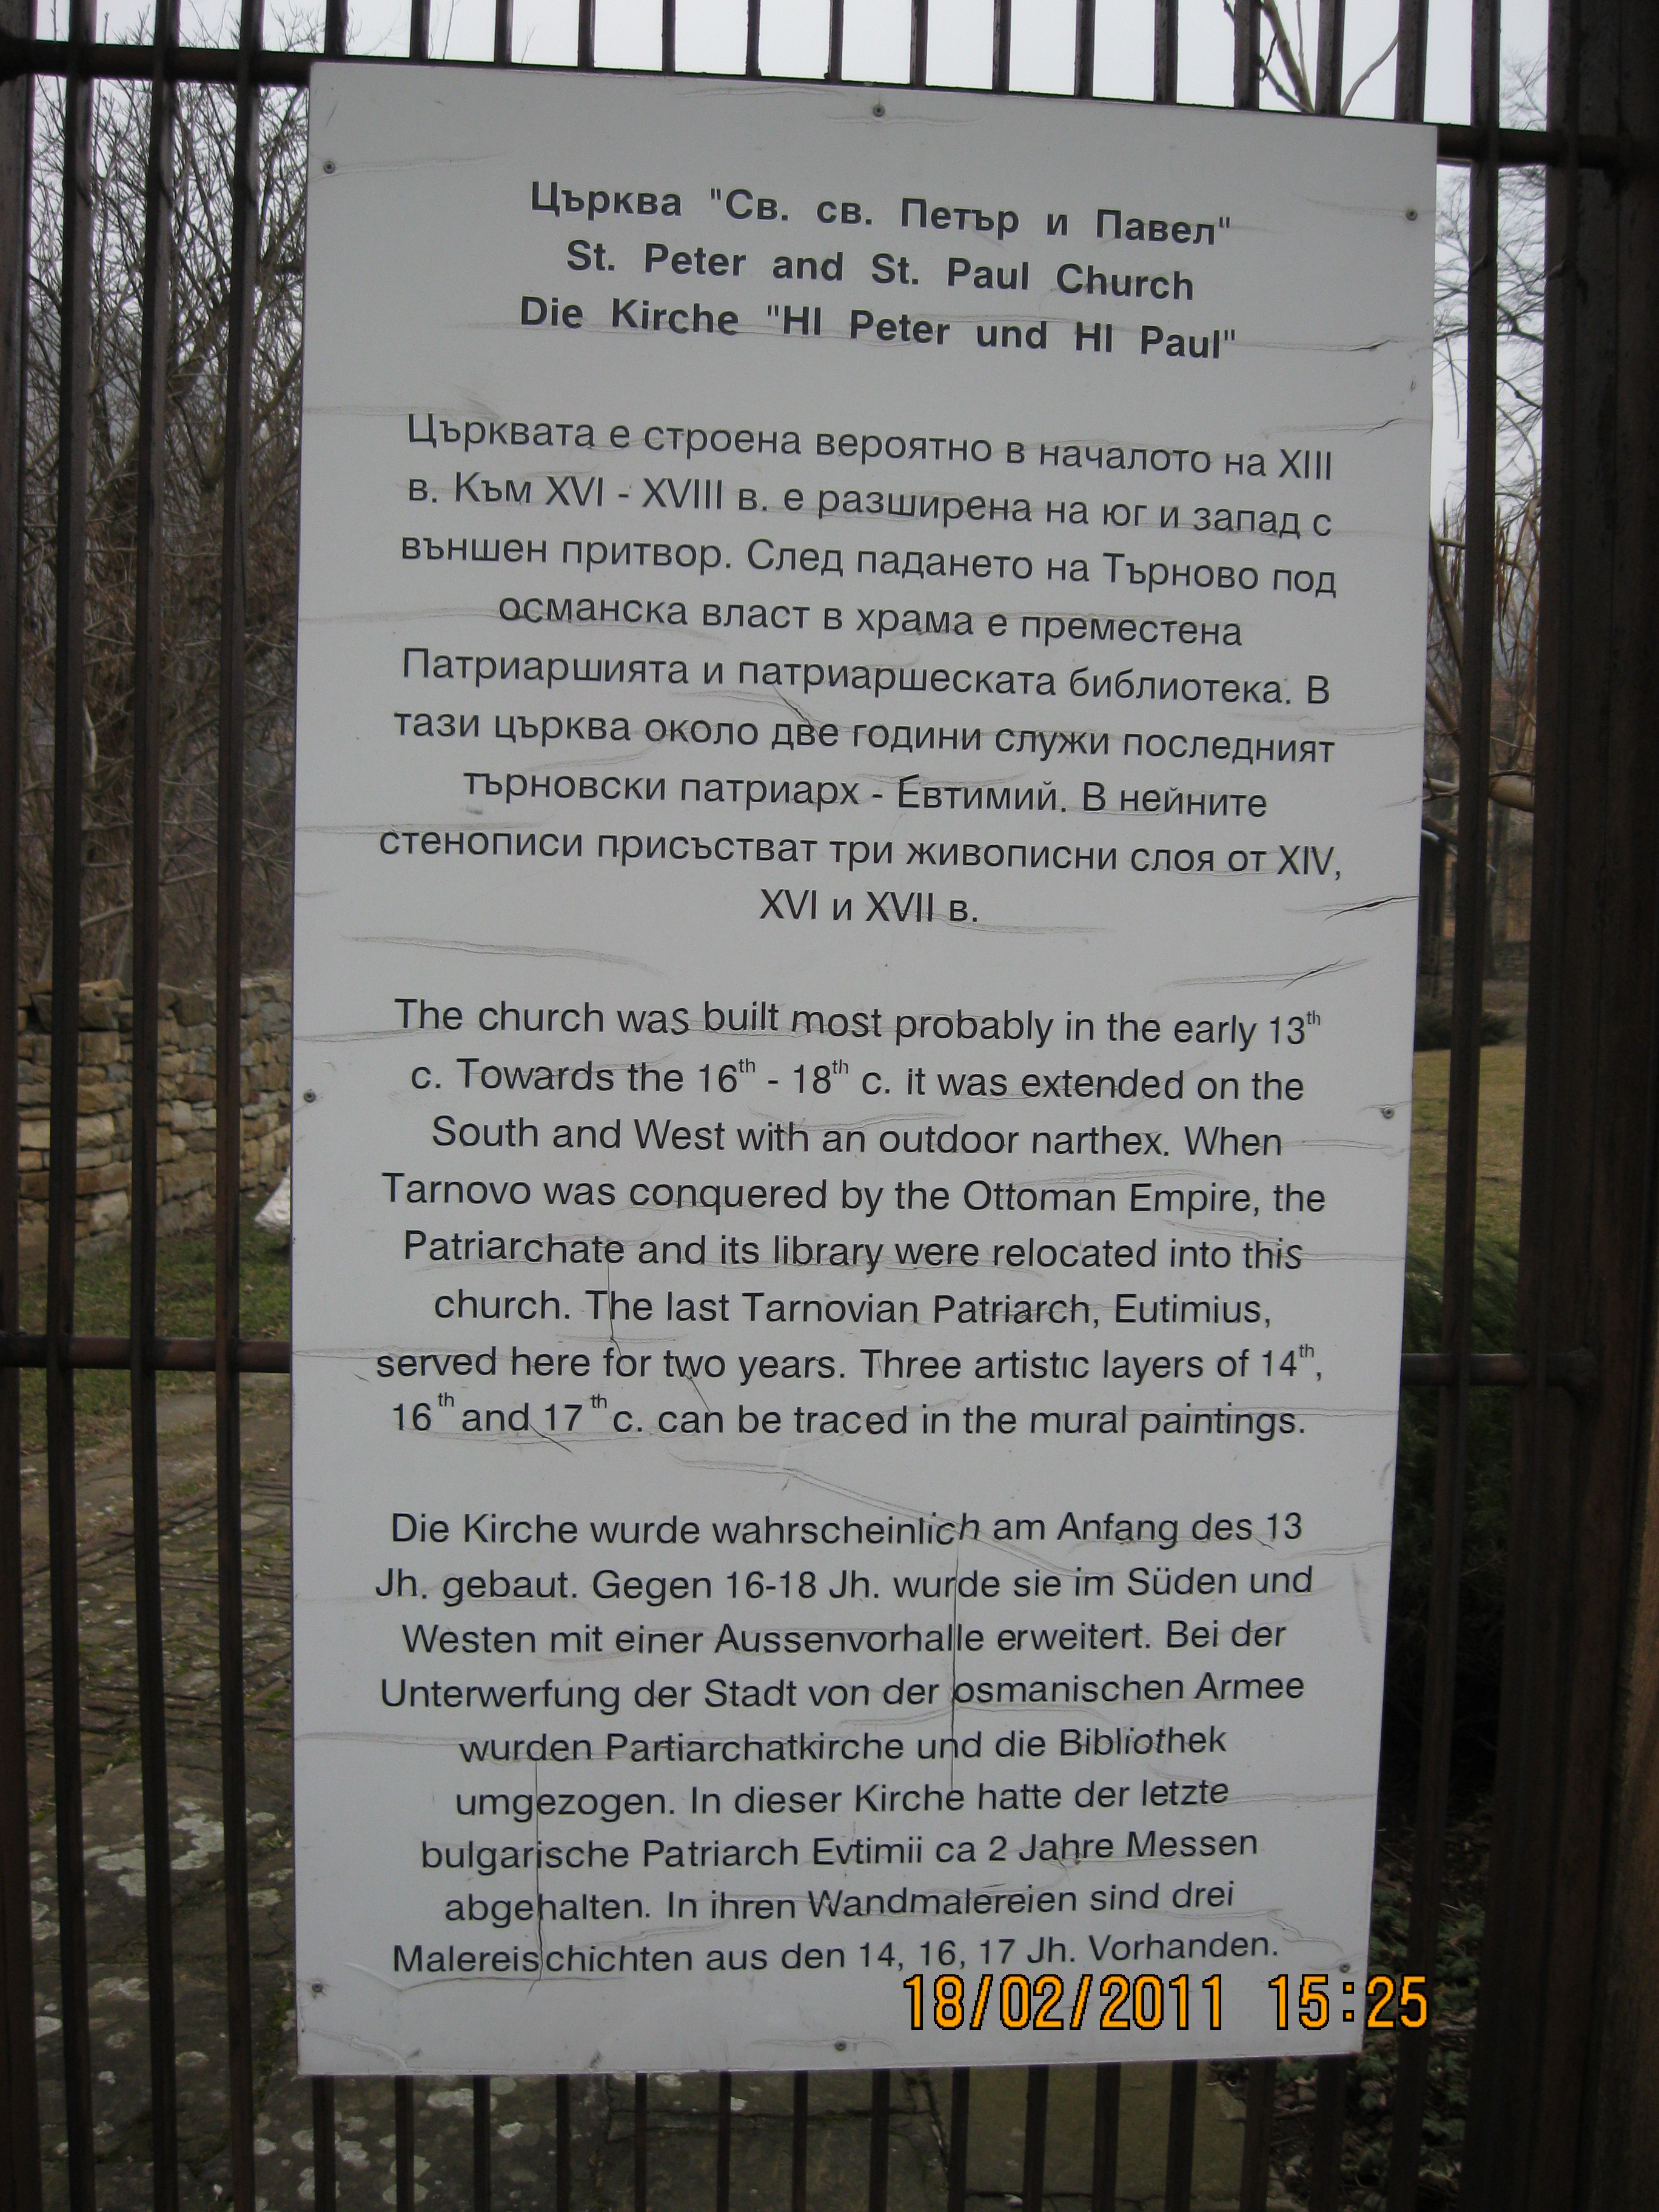 Църква "Св. св. Петър и Павел"
St. Peter and St. Paul Church
Die Kirche "Hl Peter und Hl Paul"
Църквата е строена вероятно в началото на XIII
в. Към XVI - XVIII в. е разширена на юг и запад с
външен притвор. След падането на Търново под
османска власт в храма е преместена
Патриаршията и патриаршеската библиотека. В
тази църква около две години служи последният
търновски патриарх - Евтимий. В нейните
стенописи присъстват три живописни слоя от XIV,
XVI и XVII в.
The church was built most probably in the early 13th
c. Towards the 16th - 18th c. it was extended on the
South and West with an outdoor narthex. When
Tarnovo was conquered by the Ottoman Empire, the
Patriarchate and its library were relocated into this
church. The last Tarnovian Patriarch, Eutimius,
served here for two years. Three artistic layers of 14th,
16th and 17th c. can be traced in the mural paintings.
Die Kirche wurde wahrscheinlich am Anfang des 13
Jh. gebaut. Gegen 16-18 Jh. wurde sie im Süden und
Westen mit einer Aussenvorhalle erweitert. Bei der
Unterwerfung der Stadt von der osmanischen Armee
wurden Partiarchatkirche und die Bibliothek
umgezogen. In dieser Kirche hatte der letzte
bulgarische Patriarch Evtimii ca 2 Jahre Messen
abgehalten. In ihren Wandmalereien sind drei
Malereischichten aus den 14, 16, 17 Jh. Vorhanden.
18/02/2011 15:25